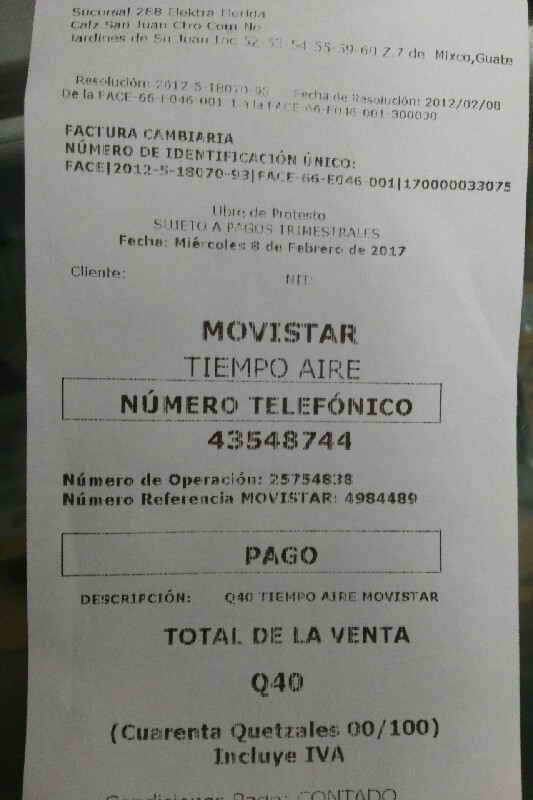 Sucursal 288 Elektra Florida
Calz.San Juan Ctro Com No
Jardines de Sn Juan Loc 52-53-54-55-59-60 Z.7 de Mixco,Guate
Resolución: 2012-5-18070-93 Fecha de Resolución: 2012/02/08
De la FACE-66-E046-001-1 a la FACE-66-E046-001-300000
FACTURA CAMBIARIA
NÚMERO DE IDENTIFICACIÓN ÚNICO:
FACE|2012-5-18070-93|FACE-66-E046-001|170000033075
Libre de Protesto
SUJETO A PAGOS TRIMESTRALES
Fecha: Miércoles 8 de Febrero de 2017
Cliente: NIT:
MOVISTAR
TIEMPO AIRE
NÚMERO TELEFÓNICO
43548744
Número de Operación: 25754838
Número Referencia MOVISTAR: 4984489
PAGO
DESCRIPCIÓN: Q40 TIEMPO AIRE MOVISTAR
TOTAL DE LA VENTA
Q40
(Cuarenta Quetzales 00/100)
Incluye IVA
Condiciones Pago: CONTADO